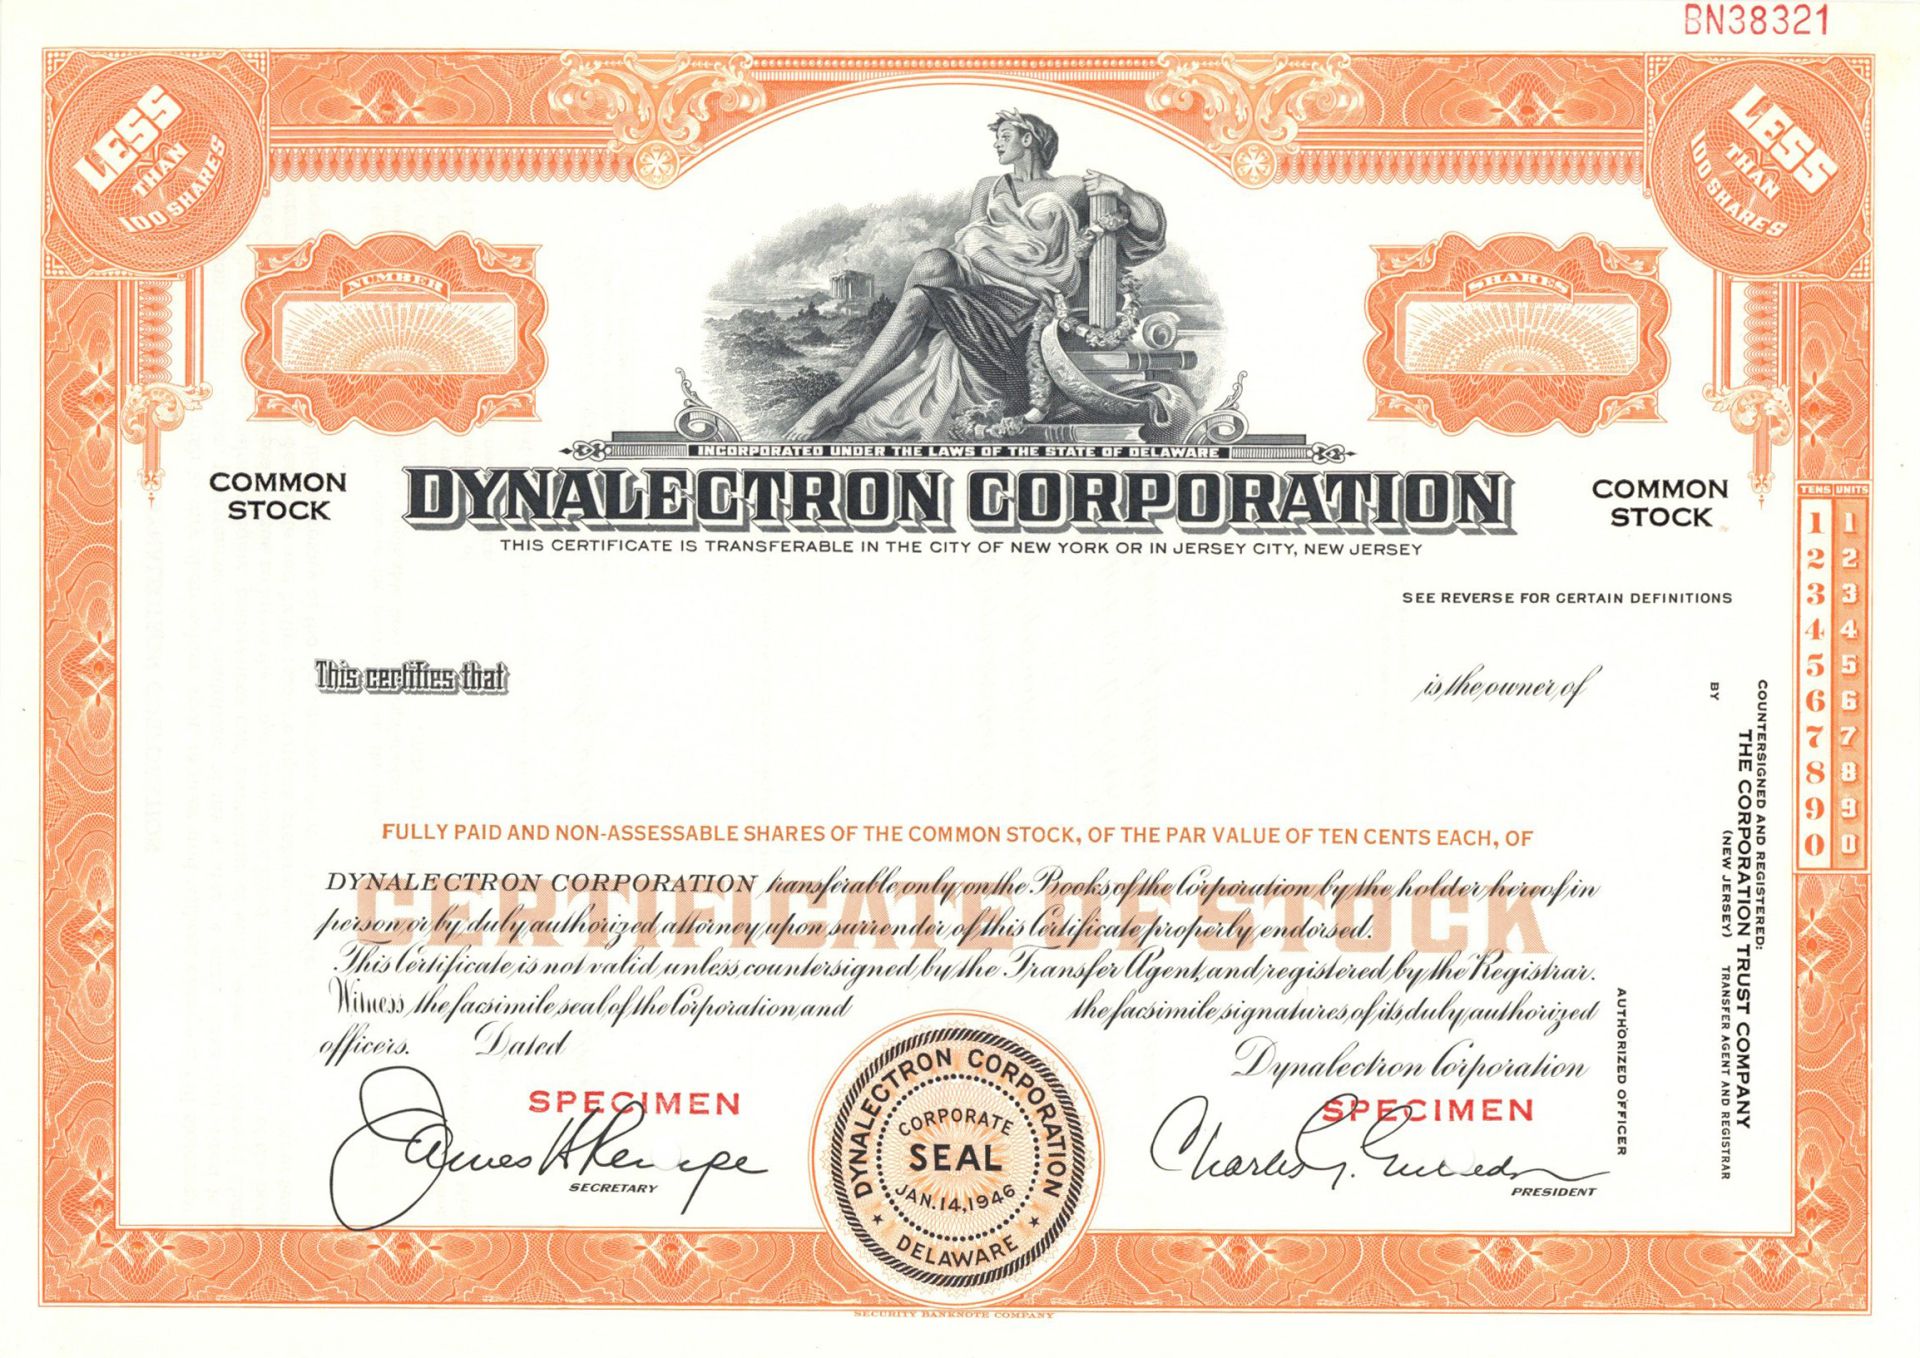 BN38321
LESS
THAN
100 SHARES
LESS
THAN
100 SHARES
NUMBER
SHARES
INCORPORATED UNDER THE LAWS OF THE STATE OF DELAWARE
COMMON
STOCK
DYNALECTRON CORPORATION
COMMON
STOCK
THIS CERTIFICATE IS TRANSFERABLE IN THE CITY OF NEW YORK OR IN JERSEY CITY, NEW JERSEY
SEE REVERSE FOR CERTAIN DEFINITIONS
TENS UNITS
1 1
2 2
3 3
4 4
5 5
6 6
7 7
8 8
9 9
0 0
This certifies that
is the owner of
FULLY PAID AND NON-ASSESSABLE SHARES OF THE COMMON STOCK, OF THE PAR VALUE OF TEN CENTS EACH, OF
CERTIFICATE OF STOCK
DYNALECTRON CORPORATION transferable only on the Books of the Corporation by the holder hereof in
person or by duly authorized attorney upon surrender of this Certificate properly endorsed.
This Certificate is not valid unless countersigned by the Transfer Agent and registered by the Registrar.
Witness the facsimile seal of the Corporation and the facsimile signatures of its duly authorized
officers. Dated
Dynalectron Corporation
SPECIMEN
SPECIMEN
James H
SECRETARY
Charles G.
PRESIDENT
DYNALECTRON CORPORATION
CORPORATE
SEAL
JAN. 14, 1946
DELAWARE
COUNTERSIGNED AND REGISTERED:
THE CORPORATION TRUST COMPANY
(NEW JERSEY) TRANSFER AGENT AND REGISTRAR
BY
AUTHORIZED OFFICER
SECURITY BANKNOTE COMPANY